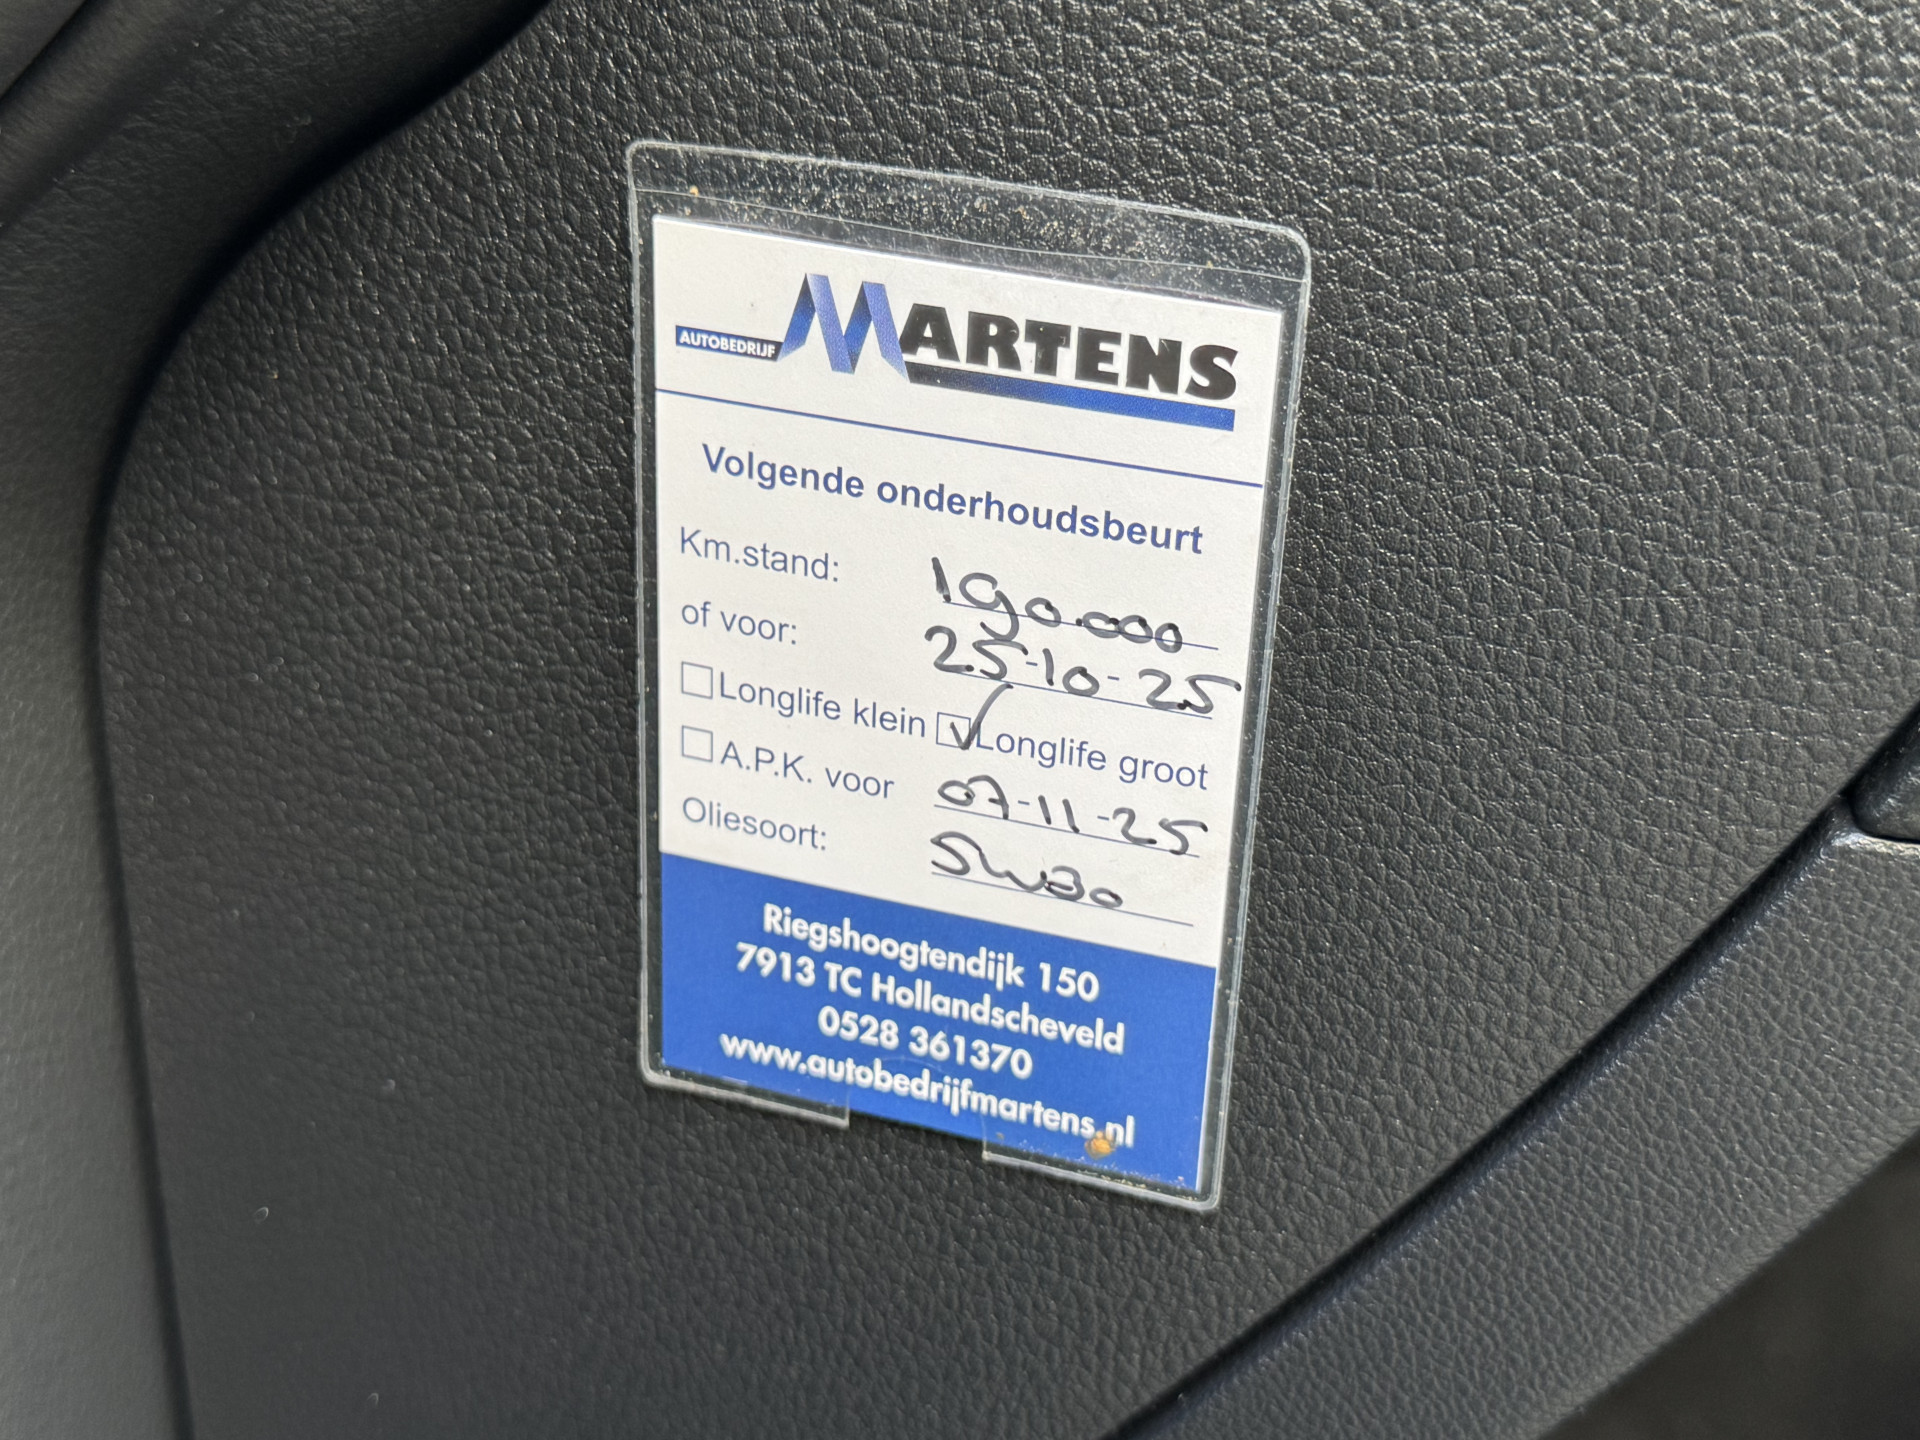 AUTOBEDRIJF MARTENS
Volgende onderhoudsbeurt
Km.stand: 190.000
of voor: 25-10-25
Longlife klein Longlife groot
A.P.K. voor 07-11-25
Oliesoort: 5W30
Riegshoogtendijk 150
7913 TC Hollandscheveld
0528 361370
www.autobedrijfmartens.nl